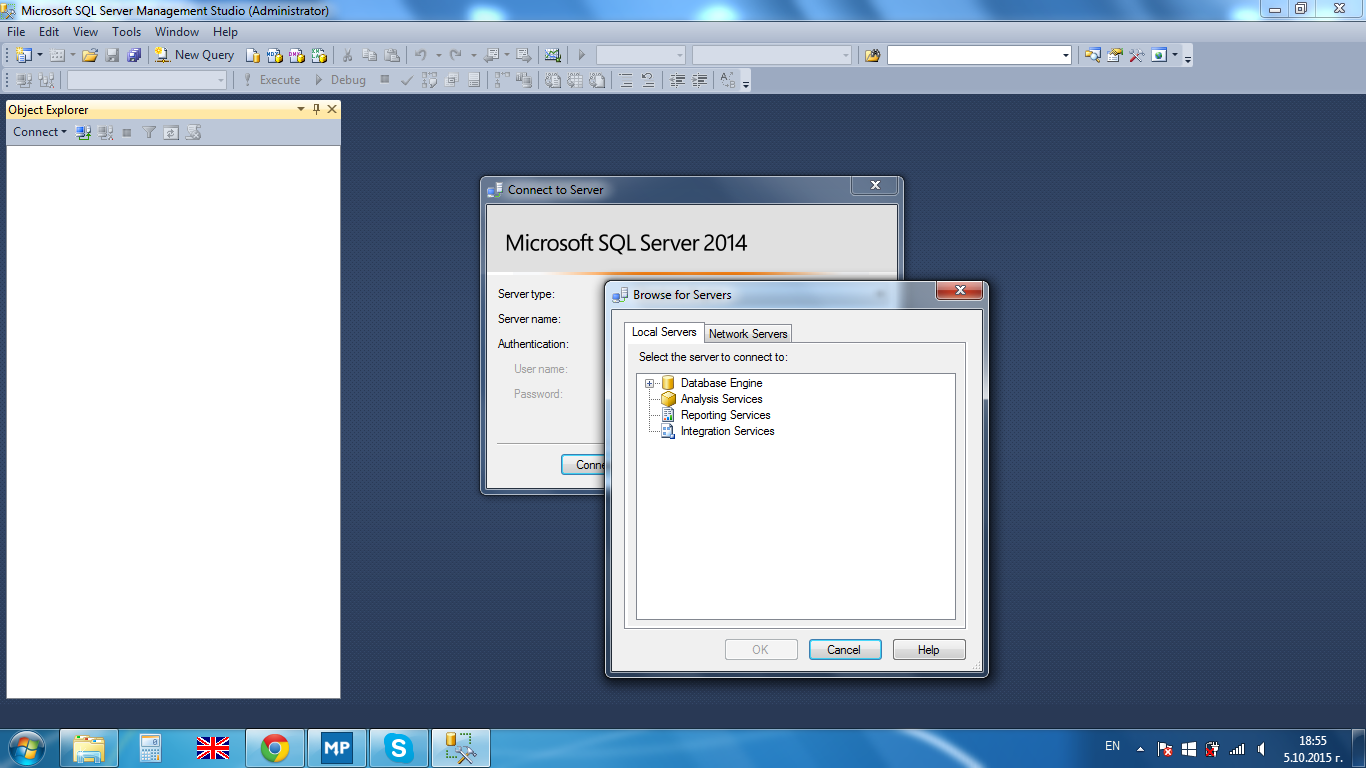 Microsoft SQL Server Management Studio (Administrator)
File Edit View Tools Window Help
New Query
Execute Debug
Object Explorer
Connect
Connect to Server
Microsoft SQL Server 2014
Server type:
Server name:
Authentication:
User name:
Password:
Conne
Browse for Servers
Local Servers Network Servers
Select the server to connect to:
Database Engine
Analysis Services
Reporting Services
Integration Services
OK Cancel Help
MP
EN
18:55
5.10.2015 г.